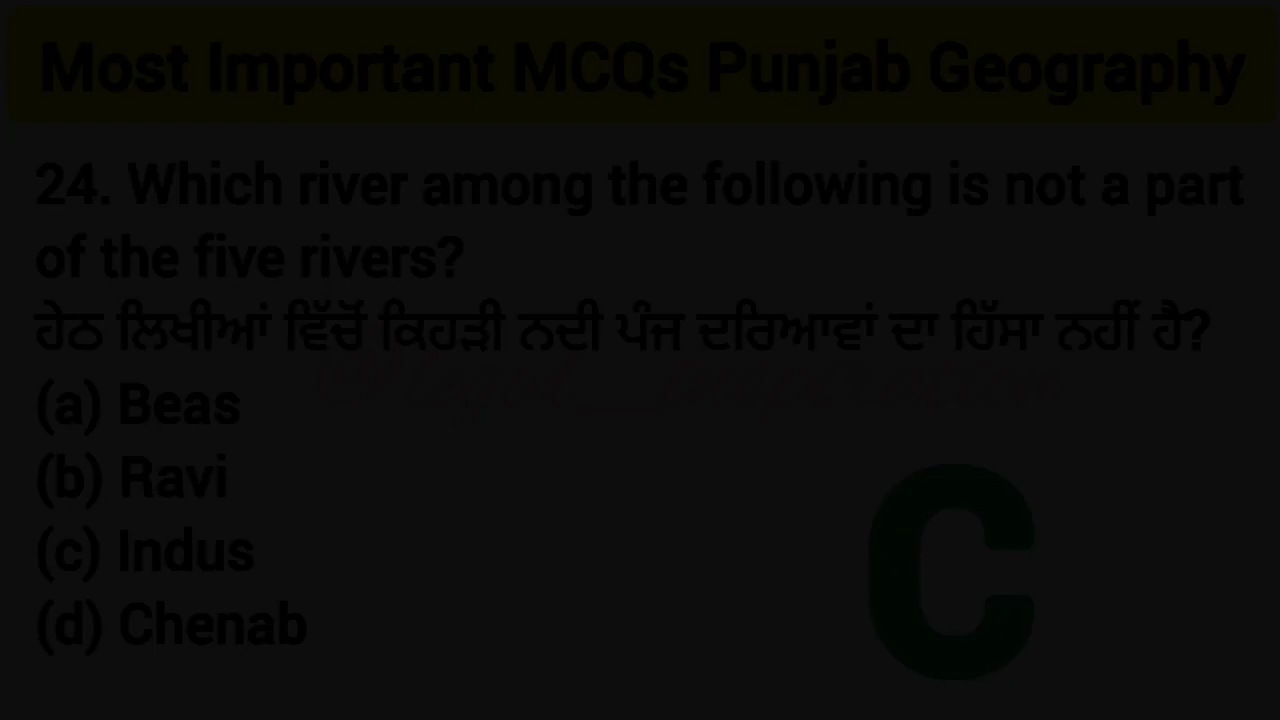 Most Important MCQs Punjab Geography
24. Which river among the following is not a part
of the five rivers?
ਹੇਠ ਲਿਖੀਆਂ ਵਿੱਚੋਂ ਕਿਹੜੀ ਨਦੀ ਪੰਜ ਦਰਿਆਵਾਂ ਦਾ ਹਿੱਸਾ ਨਹੀਂ ਹੈ?
(a) Beas
(b) Ravi
(c) Indus
(d) Chenab
C